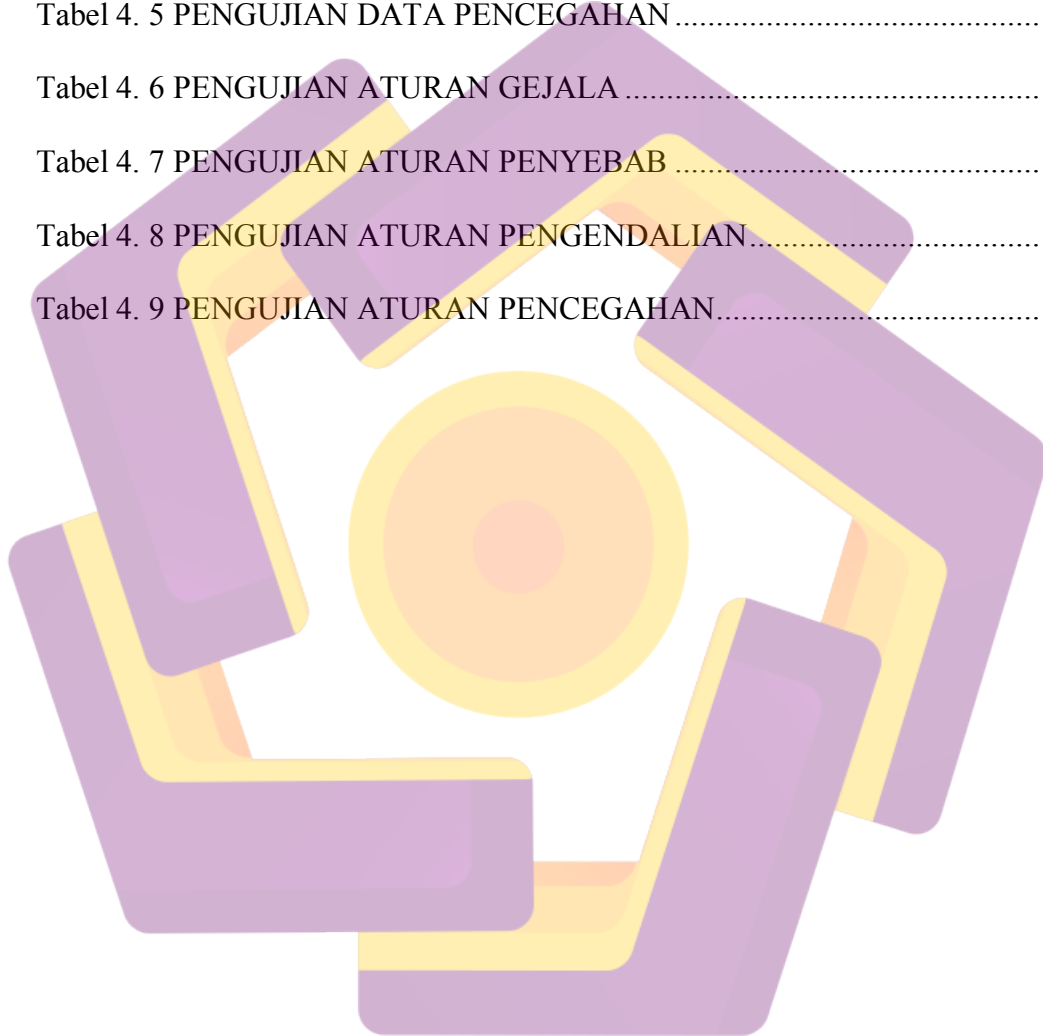 Tabel 4. 5 PENGUJIAN DATA PENCEGAHAN .......................................
Tabel 4. 6 PENGUJIAN ATURAN GEJALA ............................................
Tabel 4. 7 PENGUJIAN ATURAN PENYEBAB .......................................
Tabel 4. 8 PENGUJIAN ATURAN PENGENDALIAN...............................
Tabel 4. 9 PENGUJIAN ATURAN PENCEGAHAN..................................